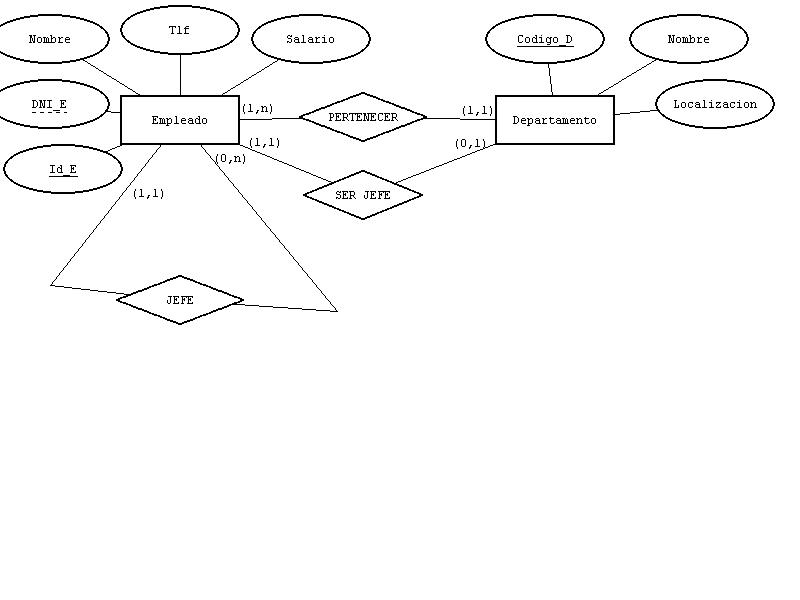 Nombre
Tlf
Salario
Codigo_D
Nombre
DNI_E
Localizacion
(1,n)
(1,1)
Empleado
PERTENECER
Departamento
(1,1)
(0,1)
(0,n)
Id_E
(1,1)
SER JEFE
JEFE